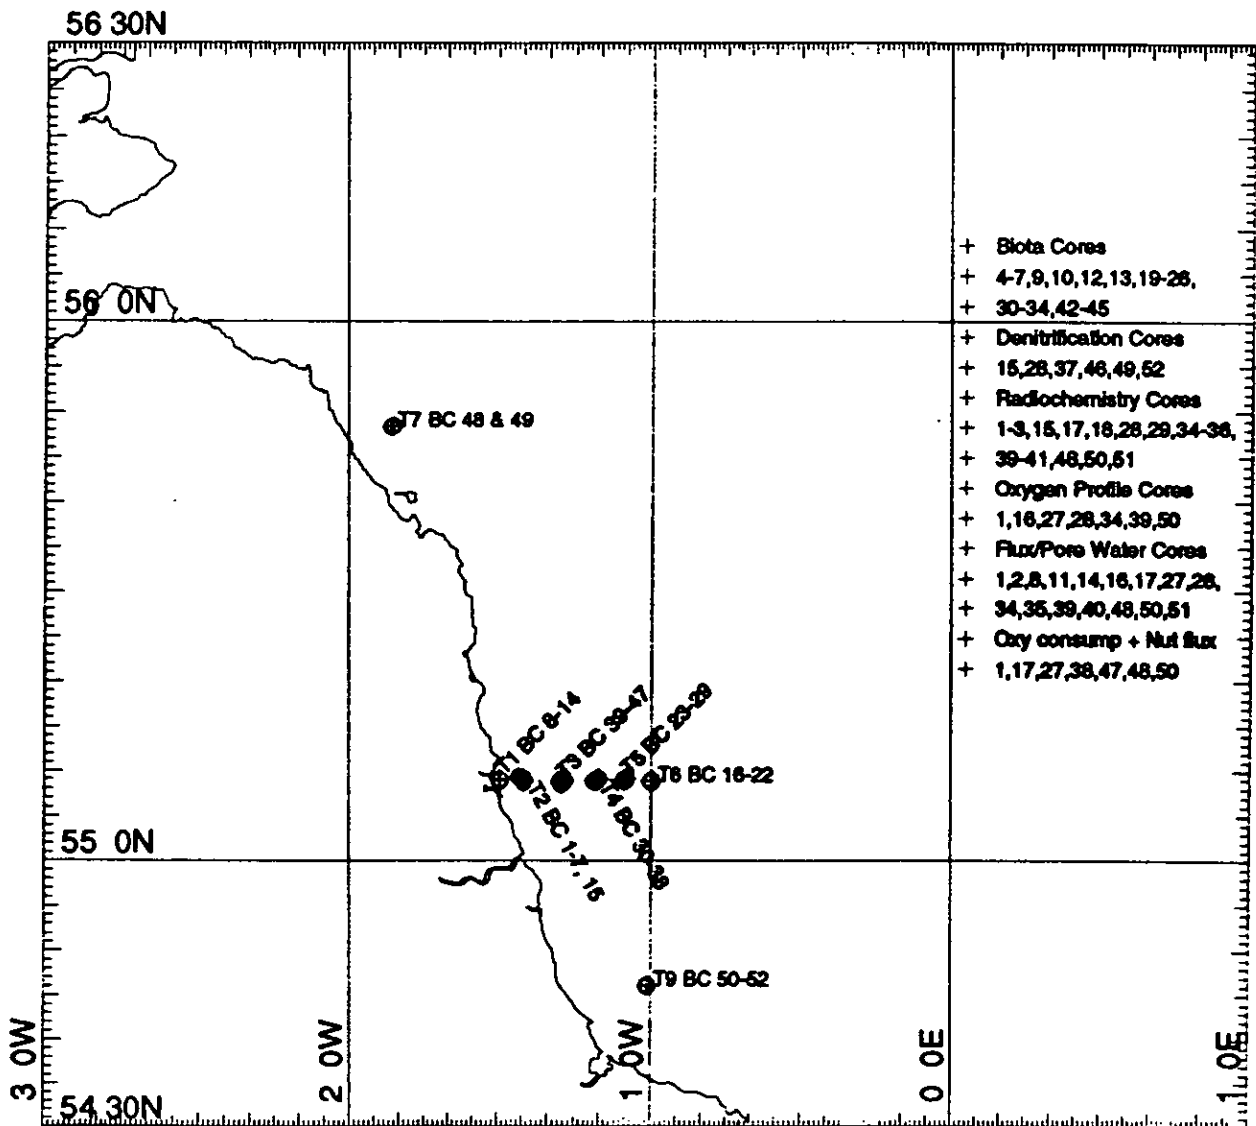 56 30N
+ Biota Cores
+ 4-7,9,10,12,13,19-26,
56 0N
+ 30-34,42-45
+ Denitrification Cores
+ 15,28,37,46,49,52
+ Radiochemistry Cores
T7 BC 48 & 49
+ 1-3,15,17,18,28,29,34-36,
+ 39-41,48,50,51
+ Oxygen Profile Cores
+ 1,16,27,28,34,39,50
+ Flux/Pore Water Cores
+ 1,2,8,11,14,16,17,27,28,
+ 34,35,39,40,48,50,51
+ Oxy consump + Nut flux
+ 1,17,27,38,47,48,50
T1 BC 8-14
T3 BC 39-47
T5 BC 23-29
T6 BC 16-22
T2 BC 1-7, 15
T4 BC 30-38
55 0N
T9 BC 50-52
3 0W
2 0W
1 0W
0 0E
1 0E
54 30N